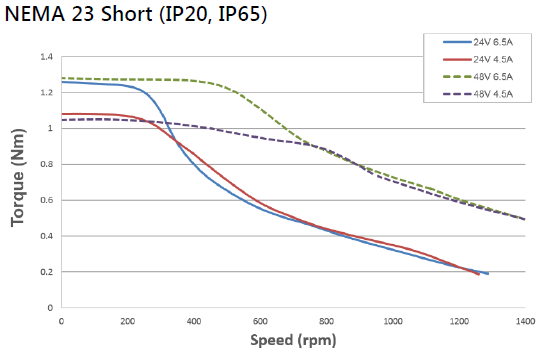 NEMA 23 Short (IP20, IP65)
24V 6.5A
24V 4.5A
48V 6.5A
48V 4.5A
Torque (Nm)
1.4
1.2
1
0.8
0.6
0.4
0.2
0
0 200 400 600 800 1000 1200 1400
Speed (rpm)